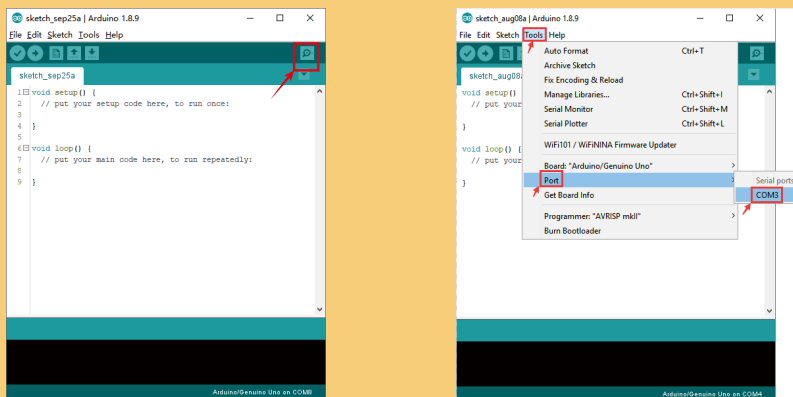 sketch_sep25a | Arduino 1.8.9
File Edit Sketch Tools Help
sketch_sep25a
1 void setup() {
2 // put your setup code here, to run once:
3
4 }
5
6 void loop() {
7 // put your main code here, to run repeatedly:
8
9 }
Arduino/Genuino Uno on COM8
sketch_aug08a | Arduino 1.8.9
File Edit Sketch Tools Help
sketch_aug08
void setup()
// put your
}
void loop() {
// put your
}
Auto Format Ctrl+T
Archive Sketch
Fix Encoding & Reload
Manage Libraries... Ctrl+Shift+I
Serial Monitor Ctrl+Shift+M
Serial Plotter Ctrl+Shift+L
WiFi101 / WiFiNINA Firmware Updater
Board: "Arduino/Genuino Uno"
Port
Get Board Info
Programmer: "AVRISP mkII"
Burn Bootloader
Serial ports
COM3
Arduino/Genuino Uno on COM4